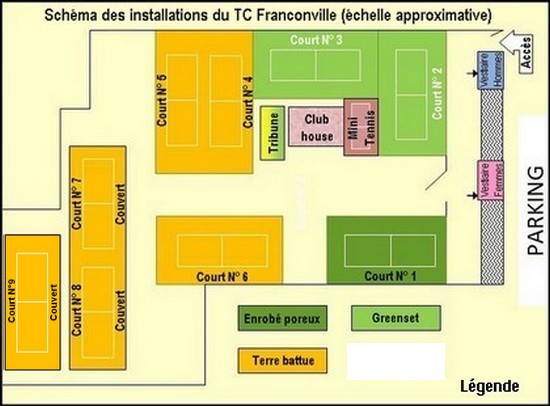 Schéma des installations du TC Franconville (échelle approximative)
Court N° 5
Court N° 4
Court N° 3
Court N° 2
Vestiaire
Hommes
Accès
Tribune
Club
house
Mini
Tennis
Court N° 7
Couvert
Vestiaire
Femmes
PARKING
Court N°9
Couvert
Court N° 8
Couvert
Court N° 6
Court N° 1
Enrobé poreux
Greenset
Terre battue
Légende